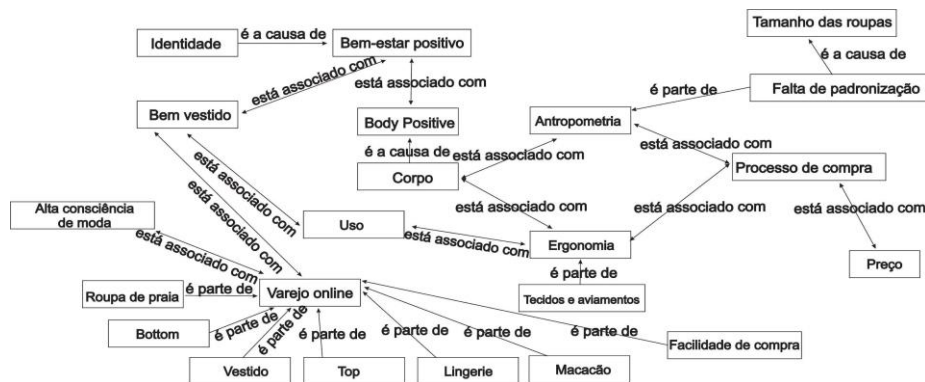 Tamanho das roupas
é a causa de
Identidade
é a causa de
Bem-estar positivo
está associado com
está associado com
é parte de
Falta de padronização
Bem vestido
Body Positive
Antropometria
é a causa de
está associado com
está associado com
Corpo
Processo de compra
está associado com
está associado com
está associado com
está associado com
está associado com
Alta consciência
de moda
Uso
está associado com
Ergonomia
está associado com
é parte de
Preço
Roupa de praia
é parte de
Varejo online
Tecidos e aviamentos
Bottom
é parte de
é parte de
é parte de
é parte de
é parte de
é parte de
Facilidade de compra
Vestido
Top
Lingerie
Macacão